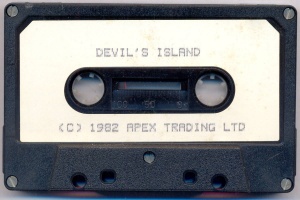 DEVIL'S ISLAND
(C) 1982 APEX TRADING LTD